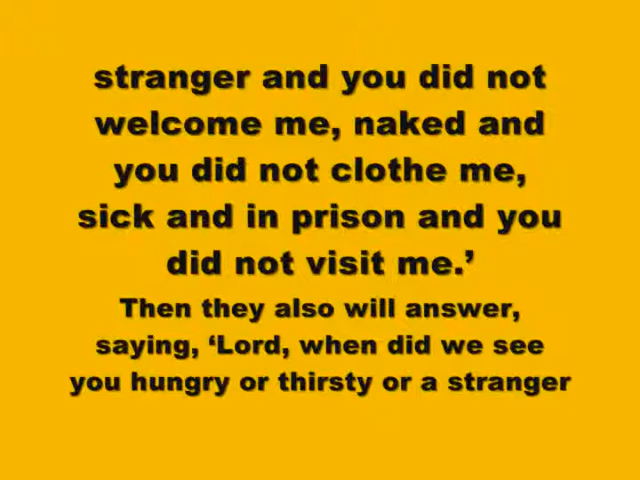 stranger and you did not
welcome me, naked and
you did not clothe me,
sick and in prison and you
did not visit me.’
Then they also will answer,
saying, ‘Lord, when did we see
you hungry or thirsty or a stranger